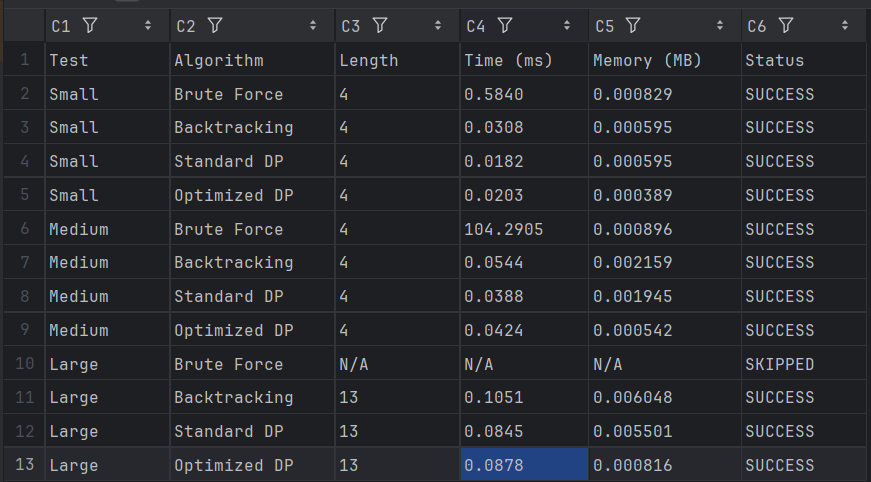 C1 C2 C3 C4 C5 C6
1 Test Algorithm Length Time (ms) Memory (MB) Status
2 Small Brute Force 4 0.5840 0.000829 SUCCESS
3 Small Backtracking 4 0.0308 0.000595 SUCCESS
4 Small Standard DP 4 0.0182 0.000595 SUCCESS
5 Small Optimized DP 4 0.0203 0.000389 SUCCESS
6 Medium Brute Force 4 104.2905 0.000896 SUCCESS
7 Medium Backtracking 4 0.0544 0.002159 SUCCESS
8 Medium Standard DP 4 0.0388 0.001945 SUCCESS
9 Medium Optimized DP 4 0.0424 0.000542 SUCCESS
10 Large Brute Force N/A N/A N/A SKIPPED
11 Large Backtracking 13 0.1051 0.006048 SUCCESS
12 Large Standard DP 13 0.0845 0.005501 SUCCESS
13 Large Optimized DP 13 0.0878 0.000816 SUCCESS